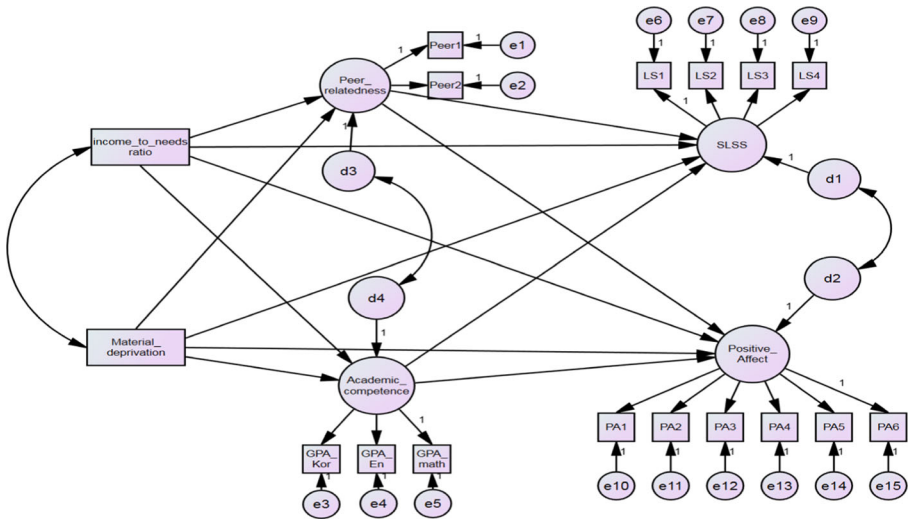 e6 e7 e8 e9
1 1 1 1
LS1 LS2 LS3 LS4
1
SLSS
1 Peer1 1 e1
Peer2 1 e2
Peer_
relatedness
1
income_to_needs
ratio
d3
1 d1
d4
1
d2
1
Material_
deprivation
Positive_
Affect
Academic_
competence
1
1
GPA_
Kor
GPA_
En
GPA_
math
1 1 1
e3 e4 e5
PA1 PA2 PA3 PA4 PA5 PA6
1 1 1 1 1 1
e10 e11 e12 e13 e14 e15